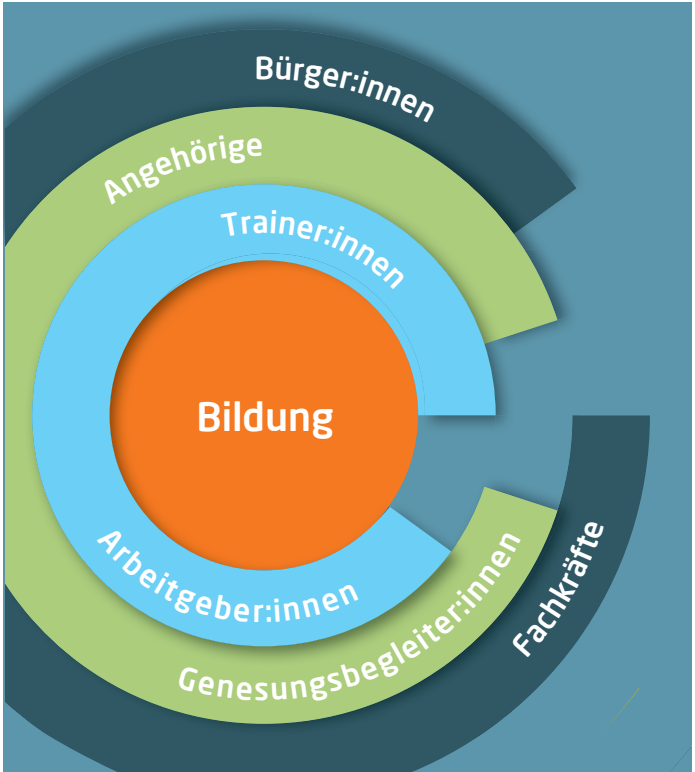 Bürger:innen
Angehörige
Trainer:innen
Bildung
Arbeitgeber:innen
Genesungsbegleiter:innen
Fachkräfte